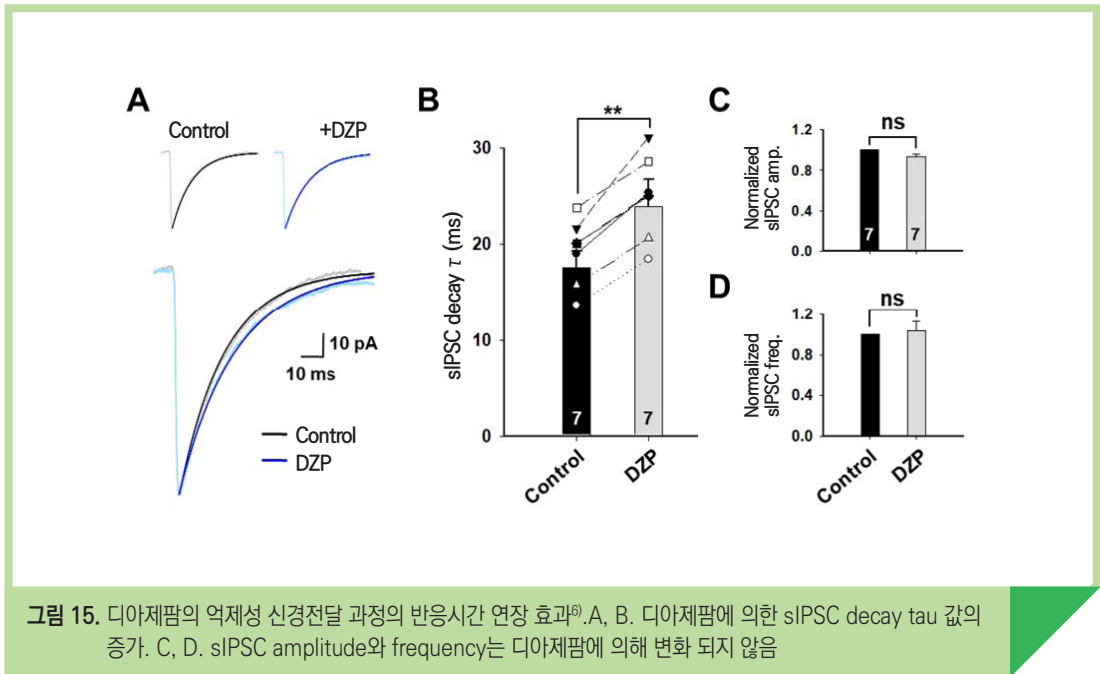 A
Control
+DZP
10 pA
10 ms
Control
DZP
B
**
sIPSC decay τ (ms)
30
20
10
0
7
7
Control
DZP
C
ns
Normalized
sIPSC amp.
1.2
0.8
0.4
0.0
7
7
D
ns
Normalized
sIPSC freq.
1.2
0.8
0.4
0.0
Control
DZP
그림 15. 디아제팜의 억제성 신경전달 과정의 반응시간 연장 효과⁶⁾.A, B. 디아제팜에 의한 sIPSC decay tau 값의
증가. C, D. sIPSC amplitude와 frequency는 디아제팜에 의해 변화 되지 않음